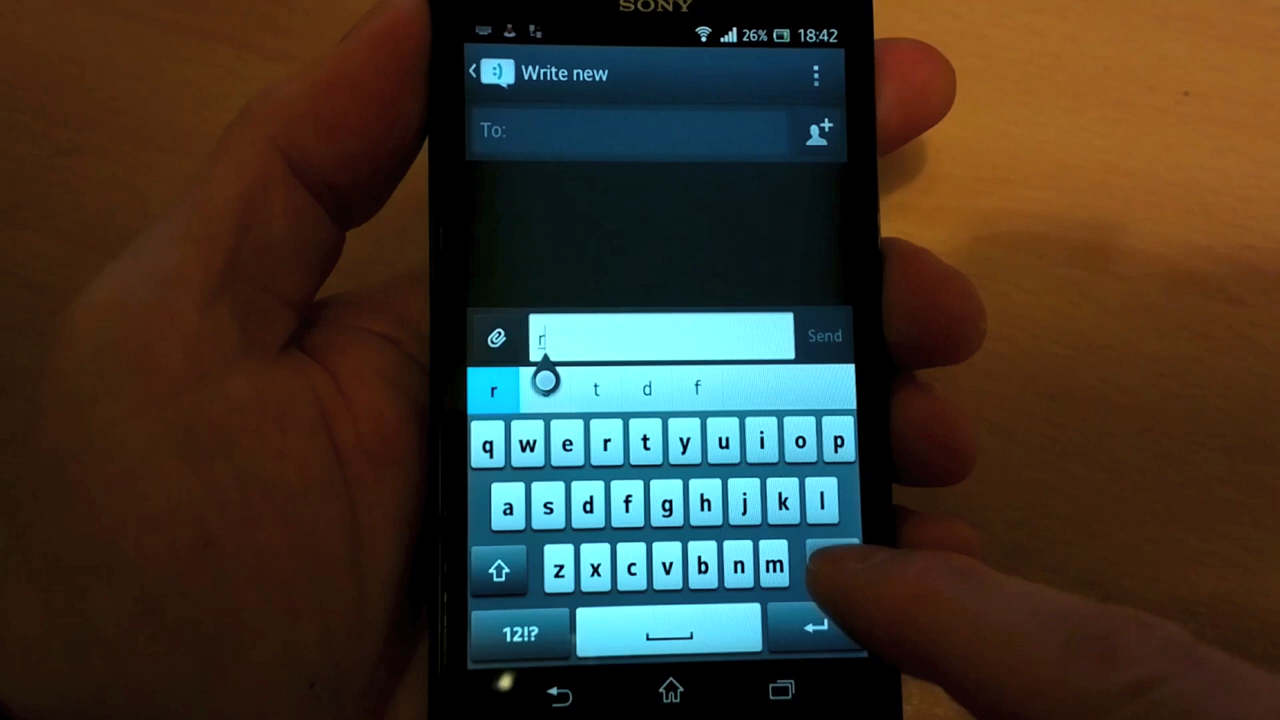 SONY
26% 18:42
:) Write new
To:
r Send
r t d f
q w e r t y u i o p
a s d f g h j k l
z x c v b n m
12!?